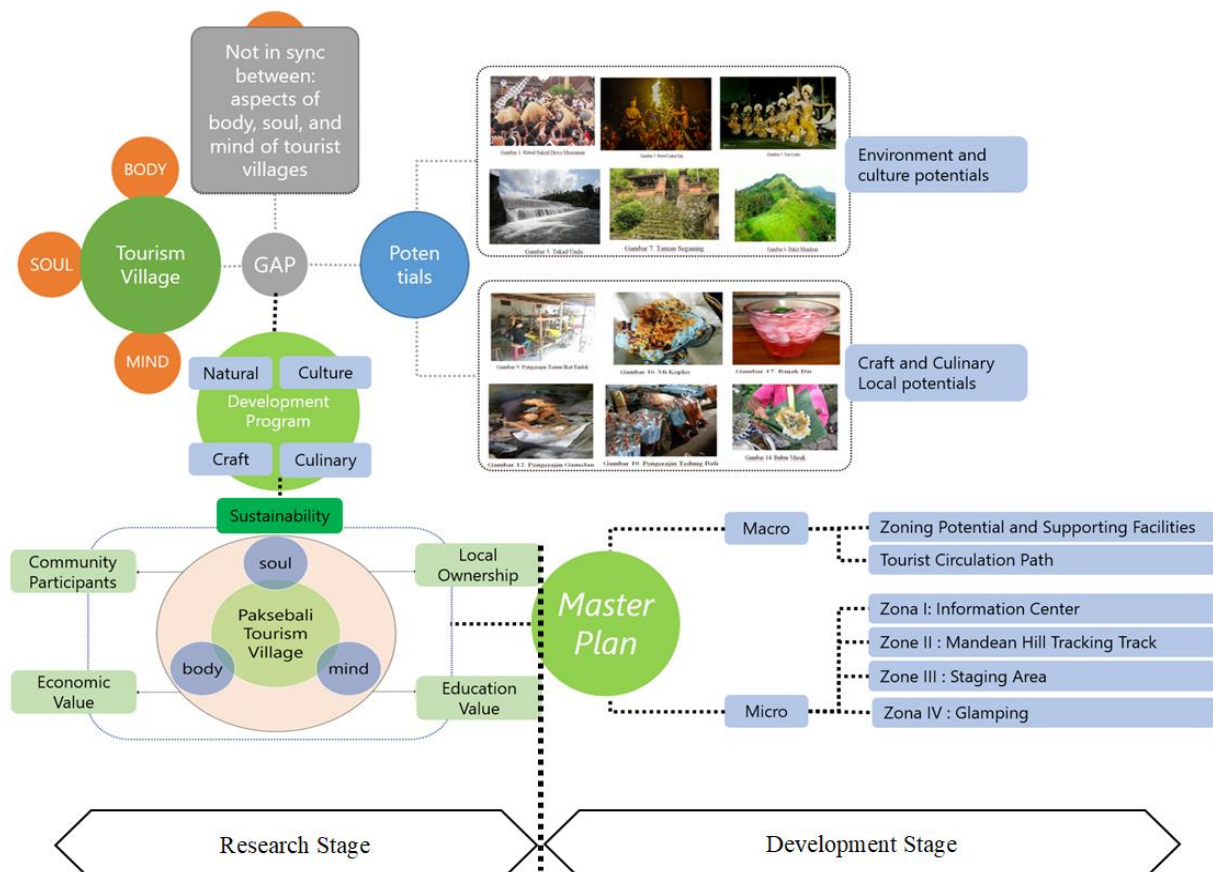 Not in sync
between:
aspects of
body, soul, and
mind of tourist
villages
BODY
SOUL
MIND
Tourism
Village
GAP
Poten
tials
Environment and
culture potentials
Gambar 7. Taman Seganing
Craft and Culinary
Local potentials
Natural
Culture
Development
Program
Craft
Culinary
Sustainability
Community
Participants
Local
Ownership
soul
Paksebali
Tourism
Village
body
mind
Economic
Value
Education
Value
Master
Plan
Macro
Zoning Potential and Supporting Facilities
Tourist Circulation Path
Micro
Zona I: Information Center
Zone II : Mandean Hill Tracking Track
Zone III : Staging Area
Zona IV : Glamping
Research Stage
Development Stage